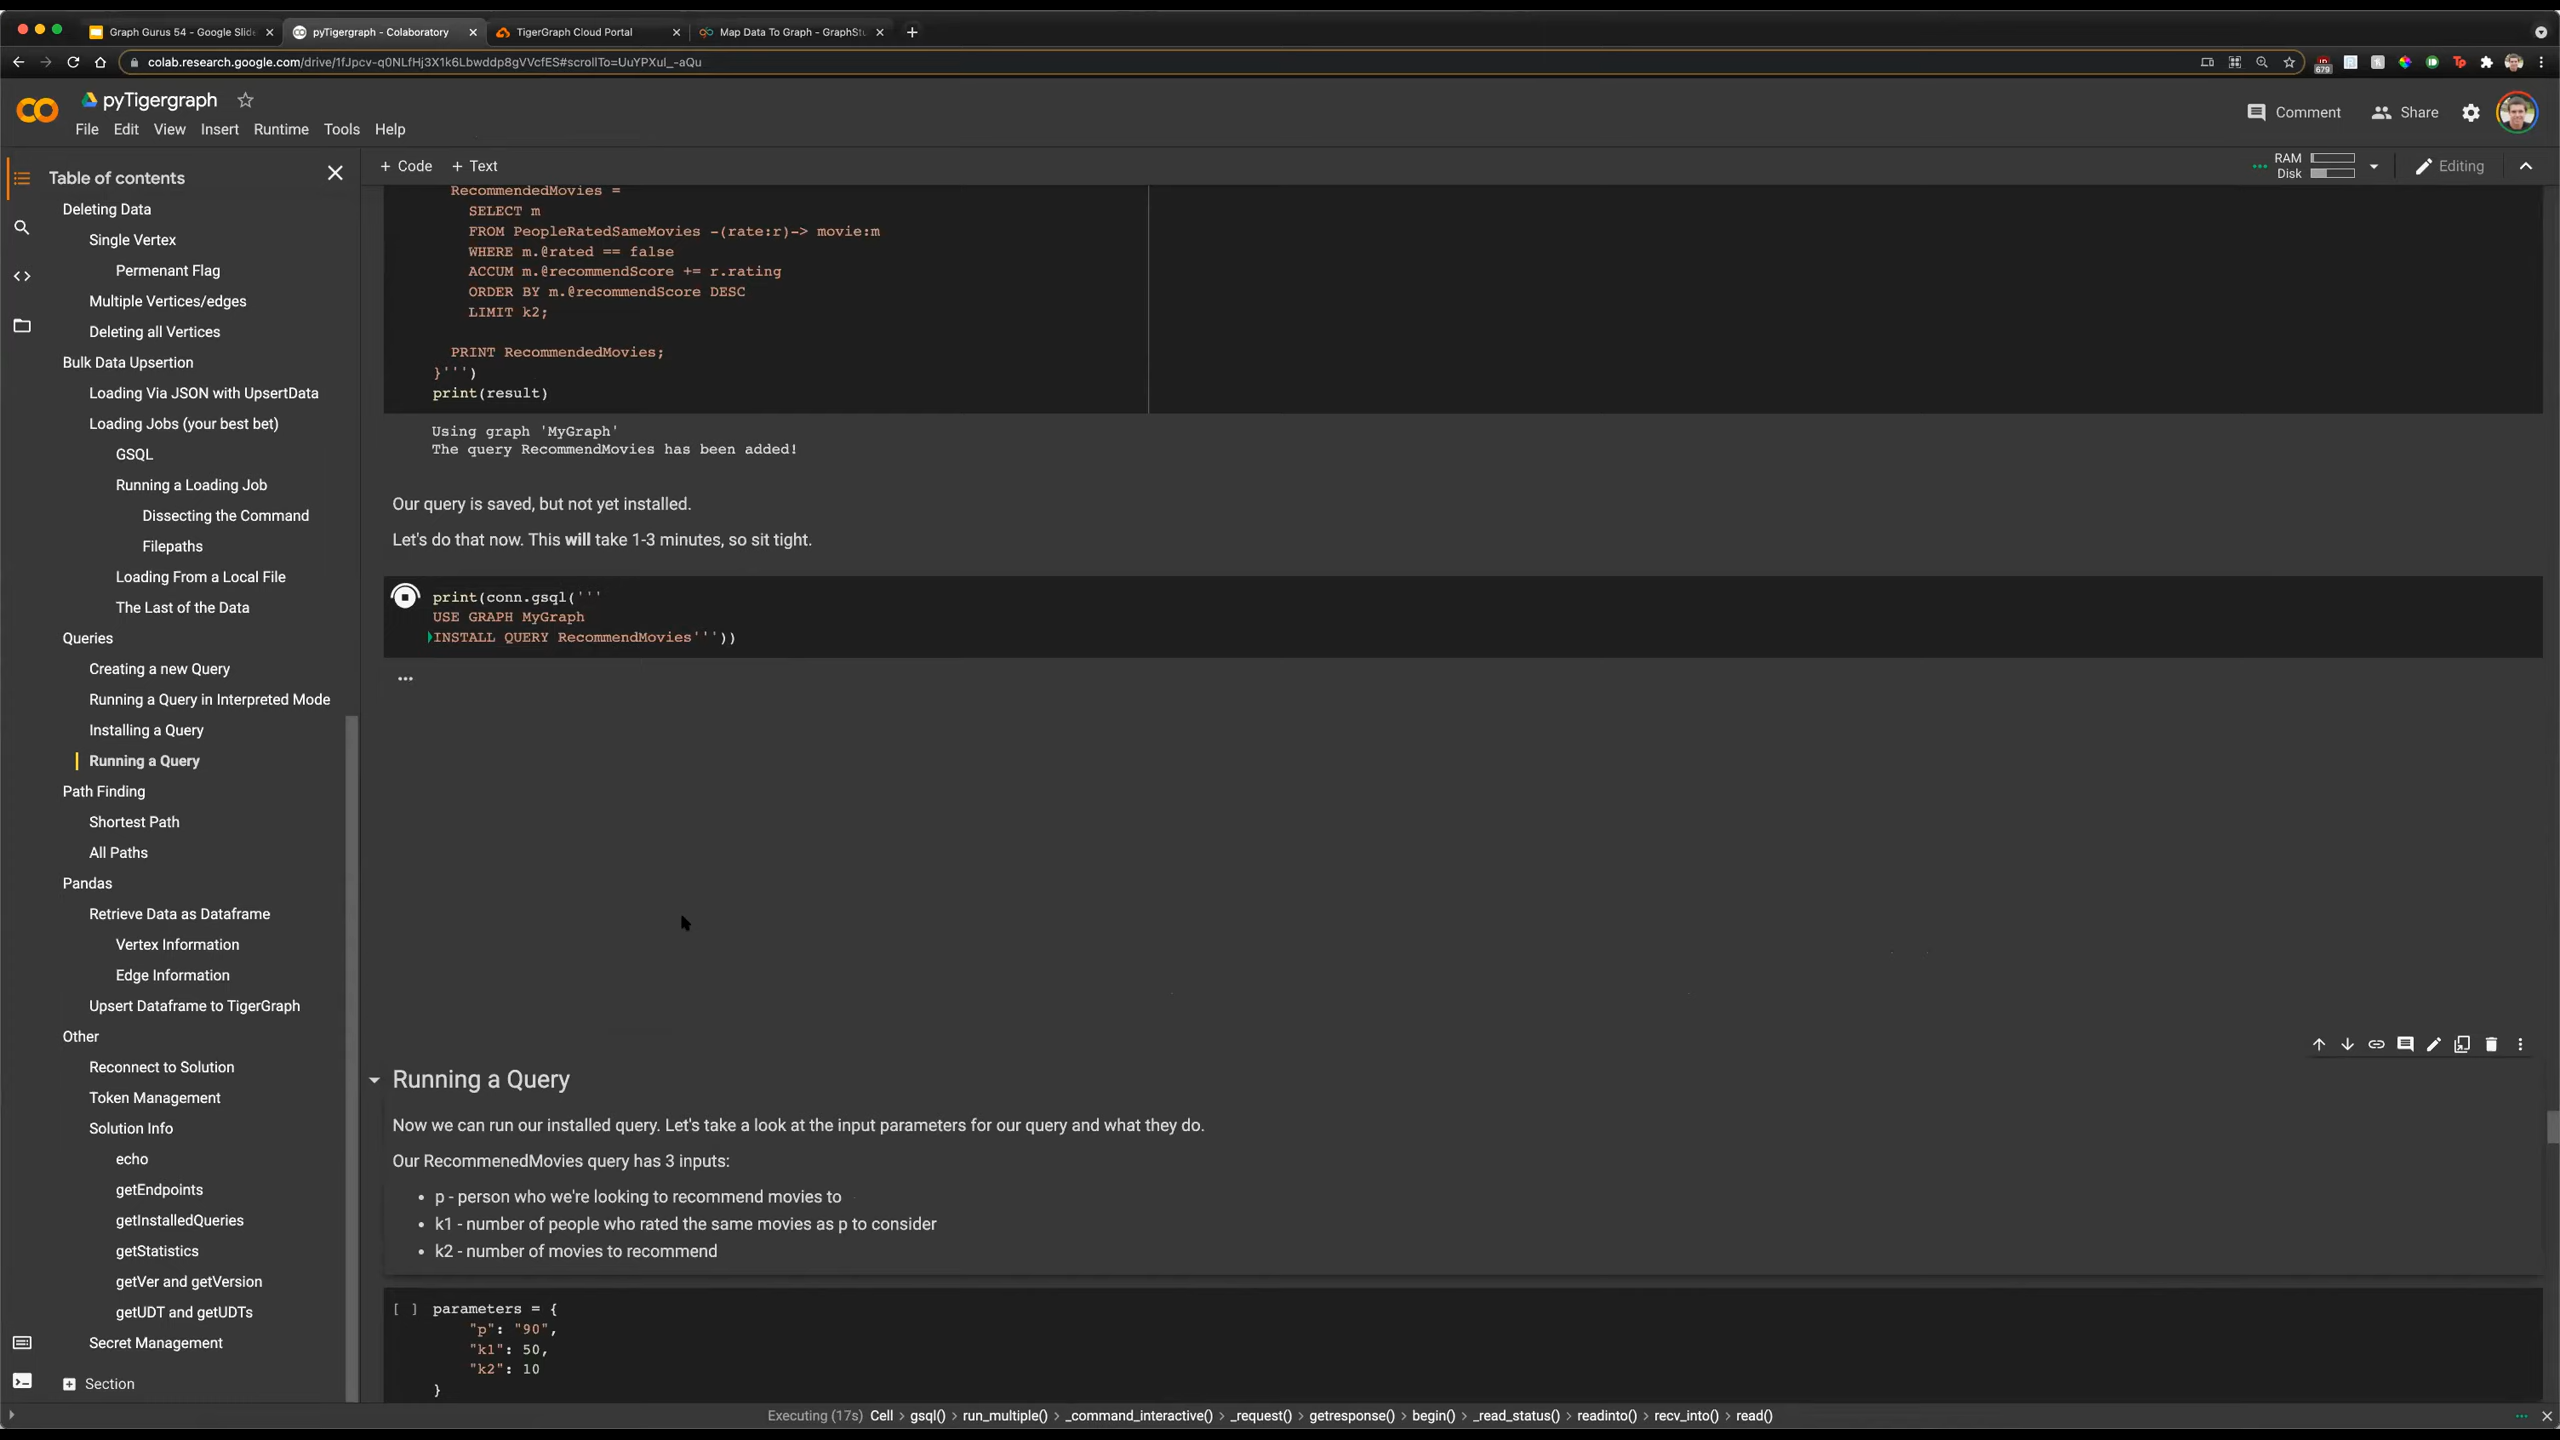 Graph Gurus 54 - Google Slide
pyTigergraph - Colaboratory
TigerGraph Cloud Portal
Map Data To Graph - GraphStu
colab.research.google.com/drive/1fJpcv-q0NLfHj3X1k6Lbwddp8gVVcfES#scrollTo=UuYPXul_-aQu
679
pyTigergraph
File Edit View Insert Runtime Tools Help
Comment
Share
+ Code + Text
RAM
Disk
Editing
Table of contents
Deleting Data
Single Vertex
Permenant Flag
Multiple Vertices/edges
Deleting all Vertices
Bulk Data Upsertion
Loading Via JSON with UpsertData
Loading Jobs (your best bet)
GSQL
Running a Loading Job
Dissecting the Command
Filepaths
Loading From a Local File
The Last of the Data
Queries
Creating a new Query
Running a Query in Interpreted Mode
Installing a Query
Running a Query
Path Finding
Shortest Path
All Paths
Pandas
Retrieve Data as Dataframe
Vertex Information
Edge Information
Upsert Dataframe to TigerGraph
Other
Reconnect to Solution
Token Management
Solution Info
echo
getEndpoints
getInstalledQueries
getStatistics
getVer and getVersion
getUDT and getUDTs
Secret Management
Section
RecommendedMovies =
SELECT m
FROM PeopleRatedSameMovies -(rate:r)-> movie:m
WHERE m.@rated == false
ACCUM m.@recommendScore += r.rating
ORDER BY m.@recommendScore DESC
LIMIT k2;
PRINT RecommendedMovies;
}''')
print(result)
Using graph 'MyGraph'
The query RecommendMovies has been added!
Our query is saved, but not yet installed.
Let's do that now. This will take 1-3 minutes, so sit tight.
print(conn.gsql('''
USE GRAPH MyGraph
INSTALL QUERY RecommendMovies'''))
...
Running a Query
Now we can run our installed query. Let's take a look at the input parameters for our query and what they do.
Our RecommenedMovies query has 3 inputs:
• p - person who we're looking to recommend movies to
• k1 - number of people who rated the same movies as p to consider
• k2 - number of movies to recommend
[ ] parameters = {
"p": "90",
"k1": 50,
"k2": 10
}
Executing (17s) Cell > gsql() > run_multiple() > _command_interactive() > _request() > getresponse() > begin() > _read_status() > readinto() > recv_into() > read()